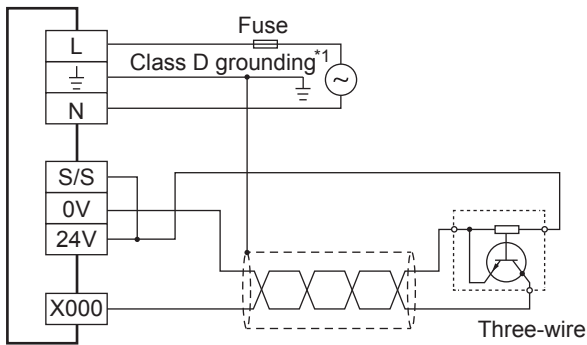 Fuse
L
Class D grounding*1
N
S/S
0V
24V
X000
Three-wire